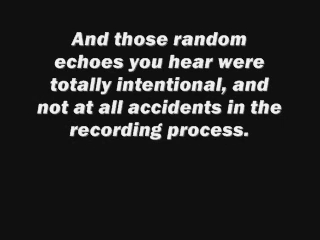 And those random
echoes you hear were
totally intentional, and
not at all accidents in the
recording process.